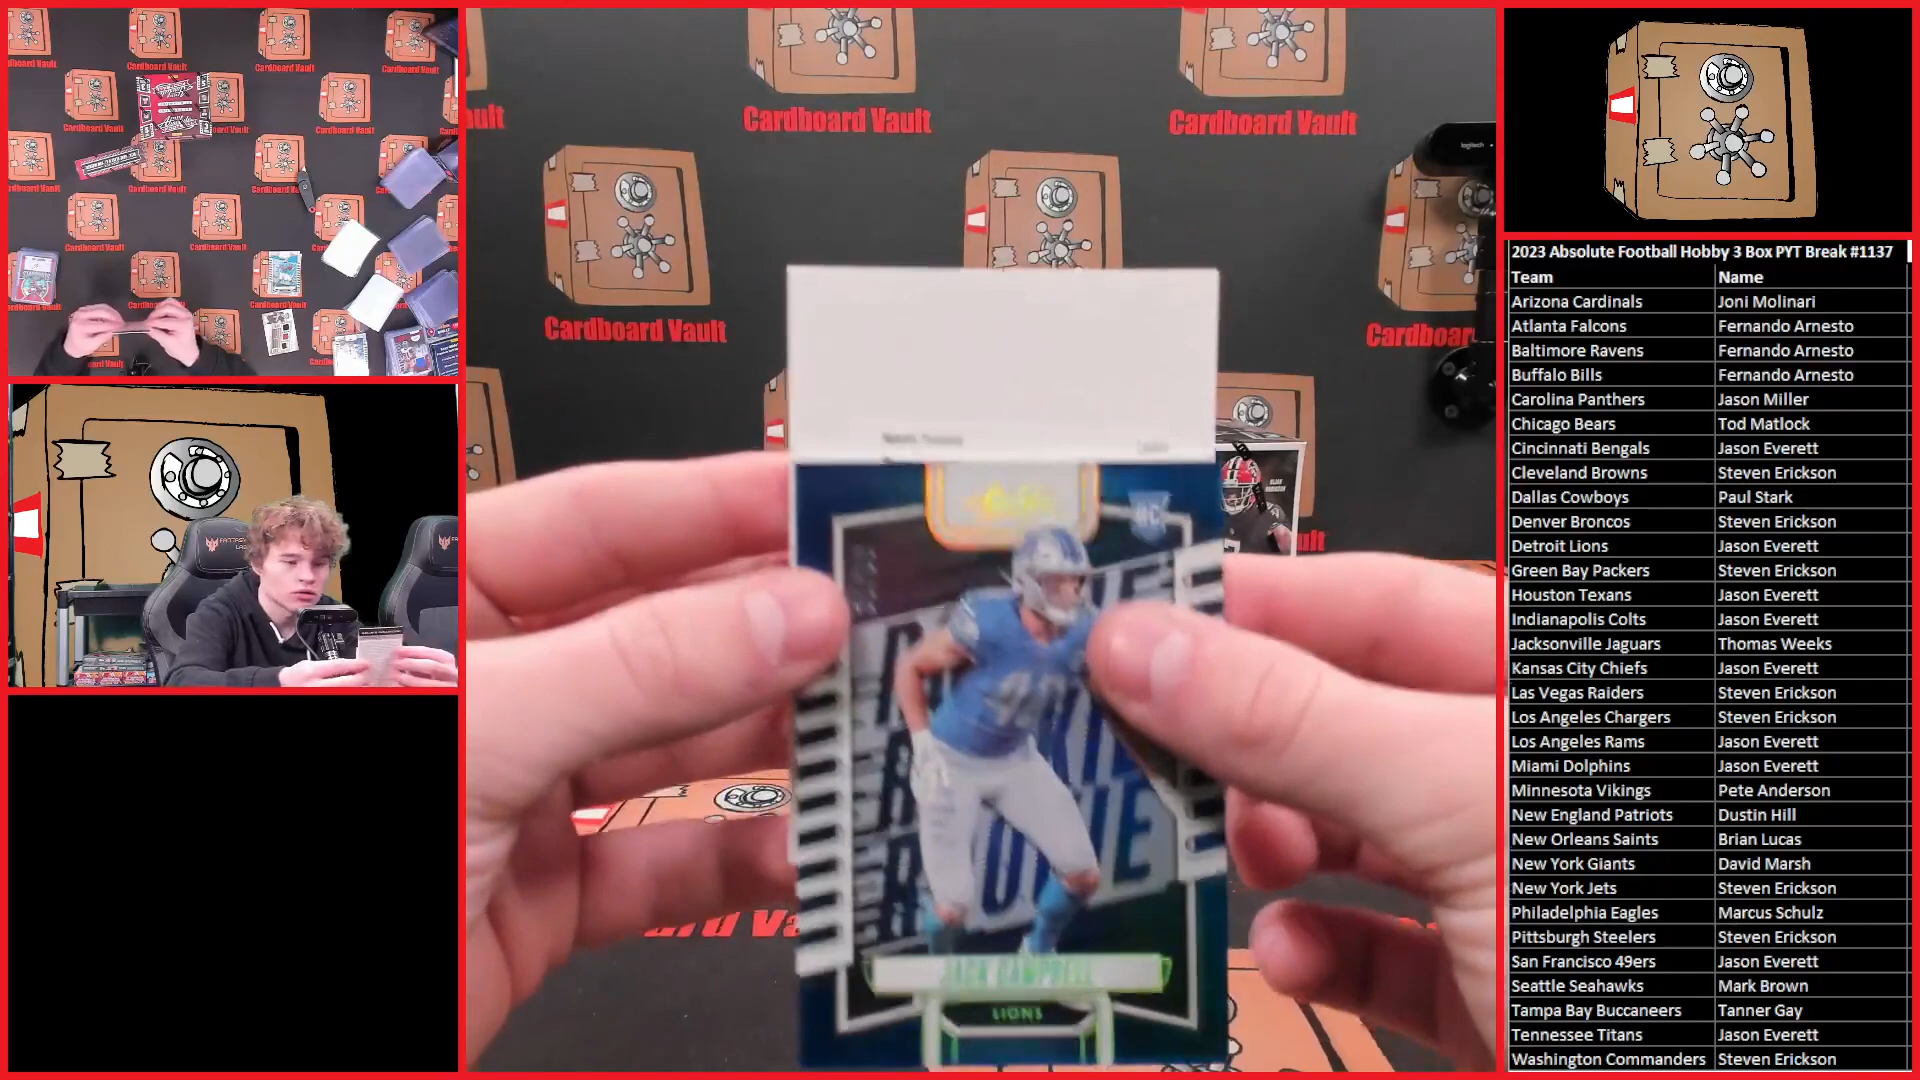 Cardboard Vault
Cardboard Vault
Cardboard Vault
Cardboard Vault
logitech
RC
JACK CAMPBELL
LIONS
2023 Absolute Football Hobby 3 Box PYT Break #1137
Team Name
Arizona Cardinals Joni Molinari
Atlanta Falcons Fernando Arnesto
Baltimore Ravens Fernando Arnesto
Buffalo Bills Fernando Arnesto
Carolina Panthers Jason Miller
Chicago Bears Tod Matlock
Cincinnati Bengals Jason Everett
Cleveland Browns Steven Erickson
Dallas Cowboys Paul Stark
Denver Broncos Steven Erickson
Detroit Lions Jason Everett
Green Bay Packers Steven Erickson
Houston Texans Jason Everett
Indianapolis Colts Jason Everett
Jacksonville Jaguars Thomas Weeks
Kansas City Chiefs Jason Everett
Las Vegas Raiders Steven Erickson
Los Angeles Chargers Steven Erickson
Los Angeles Rams Jason Everett
Miami Dolphins Jason Everett
Minnesota Vikings Pete Anderson
New England Patriots Dustin Hill
New Orleans Saints Brian Lucas
New York Giants David Marsh
New York Jets Steven Erickson
Philadelphia Eagles Marcus Schulz
Pittsburgh Steelers Steven Erickson
San Francisco 49ers Jason Everett
Seattle Seahawks Mark Brown
Tampa Bay Buccaneers Tanner Gay
Tennessee Titans Jason Everett
Washington Commanders Steven Erickson